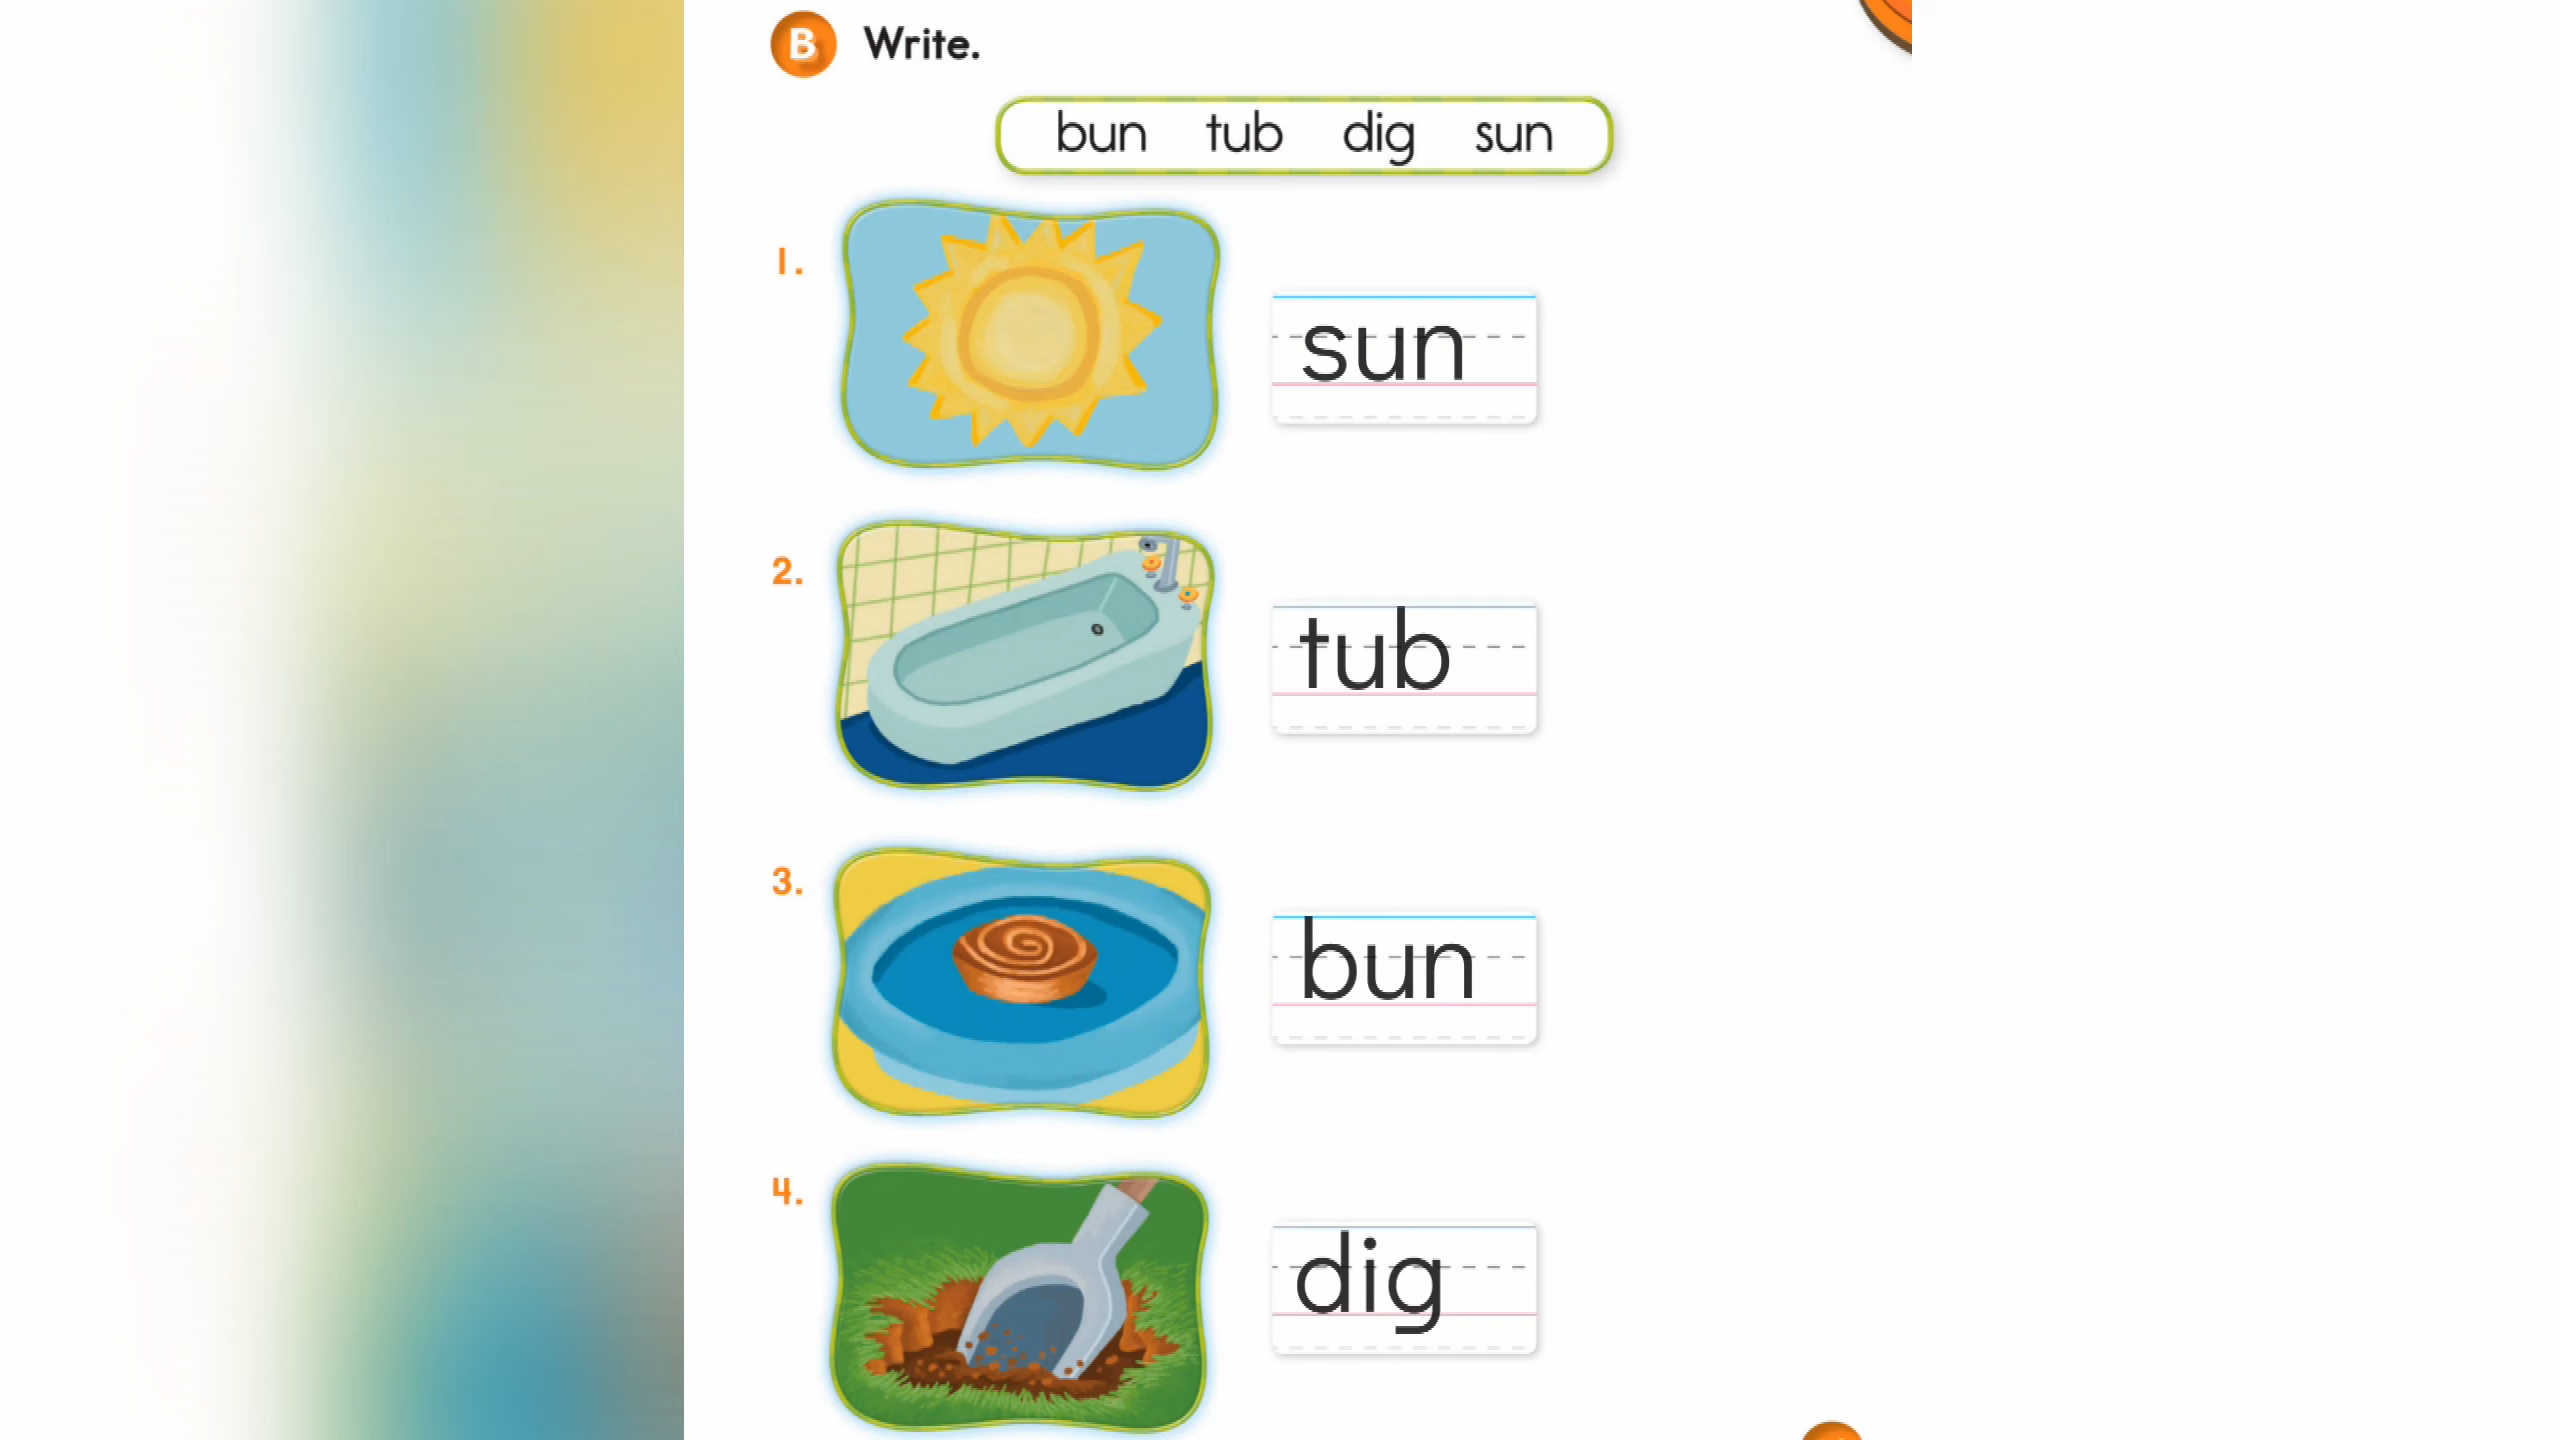 B Write.
bun tub dig sun
1.
sun
2.
tub
3.
bun
4.
dig